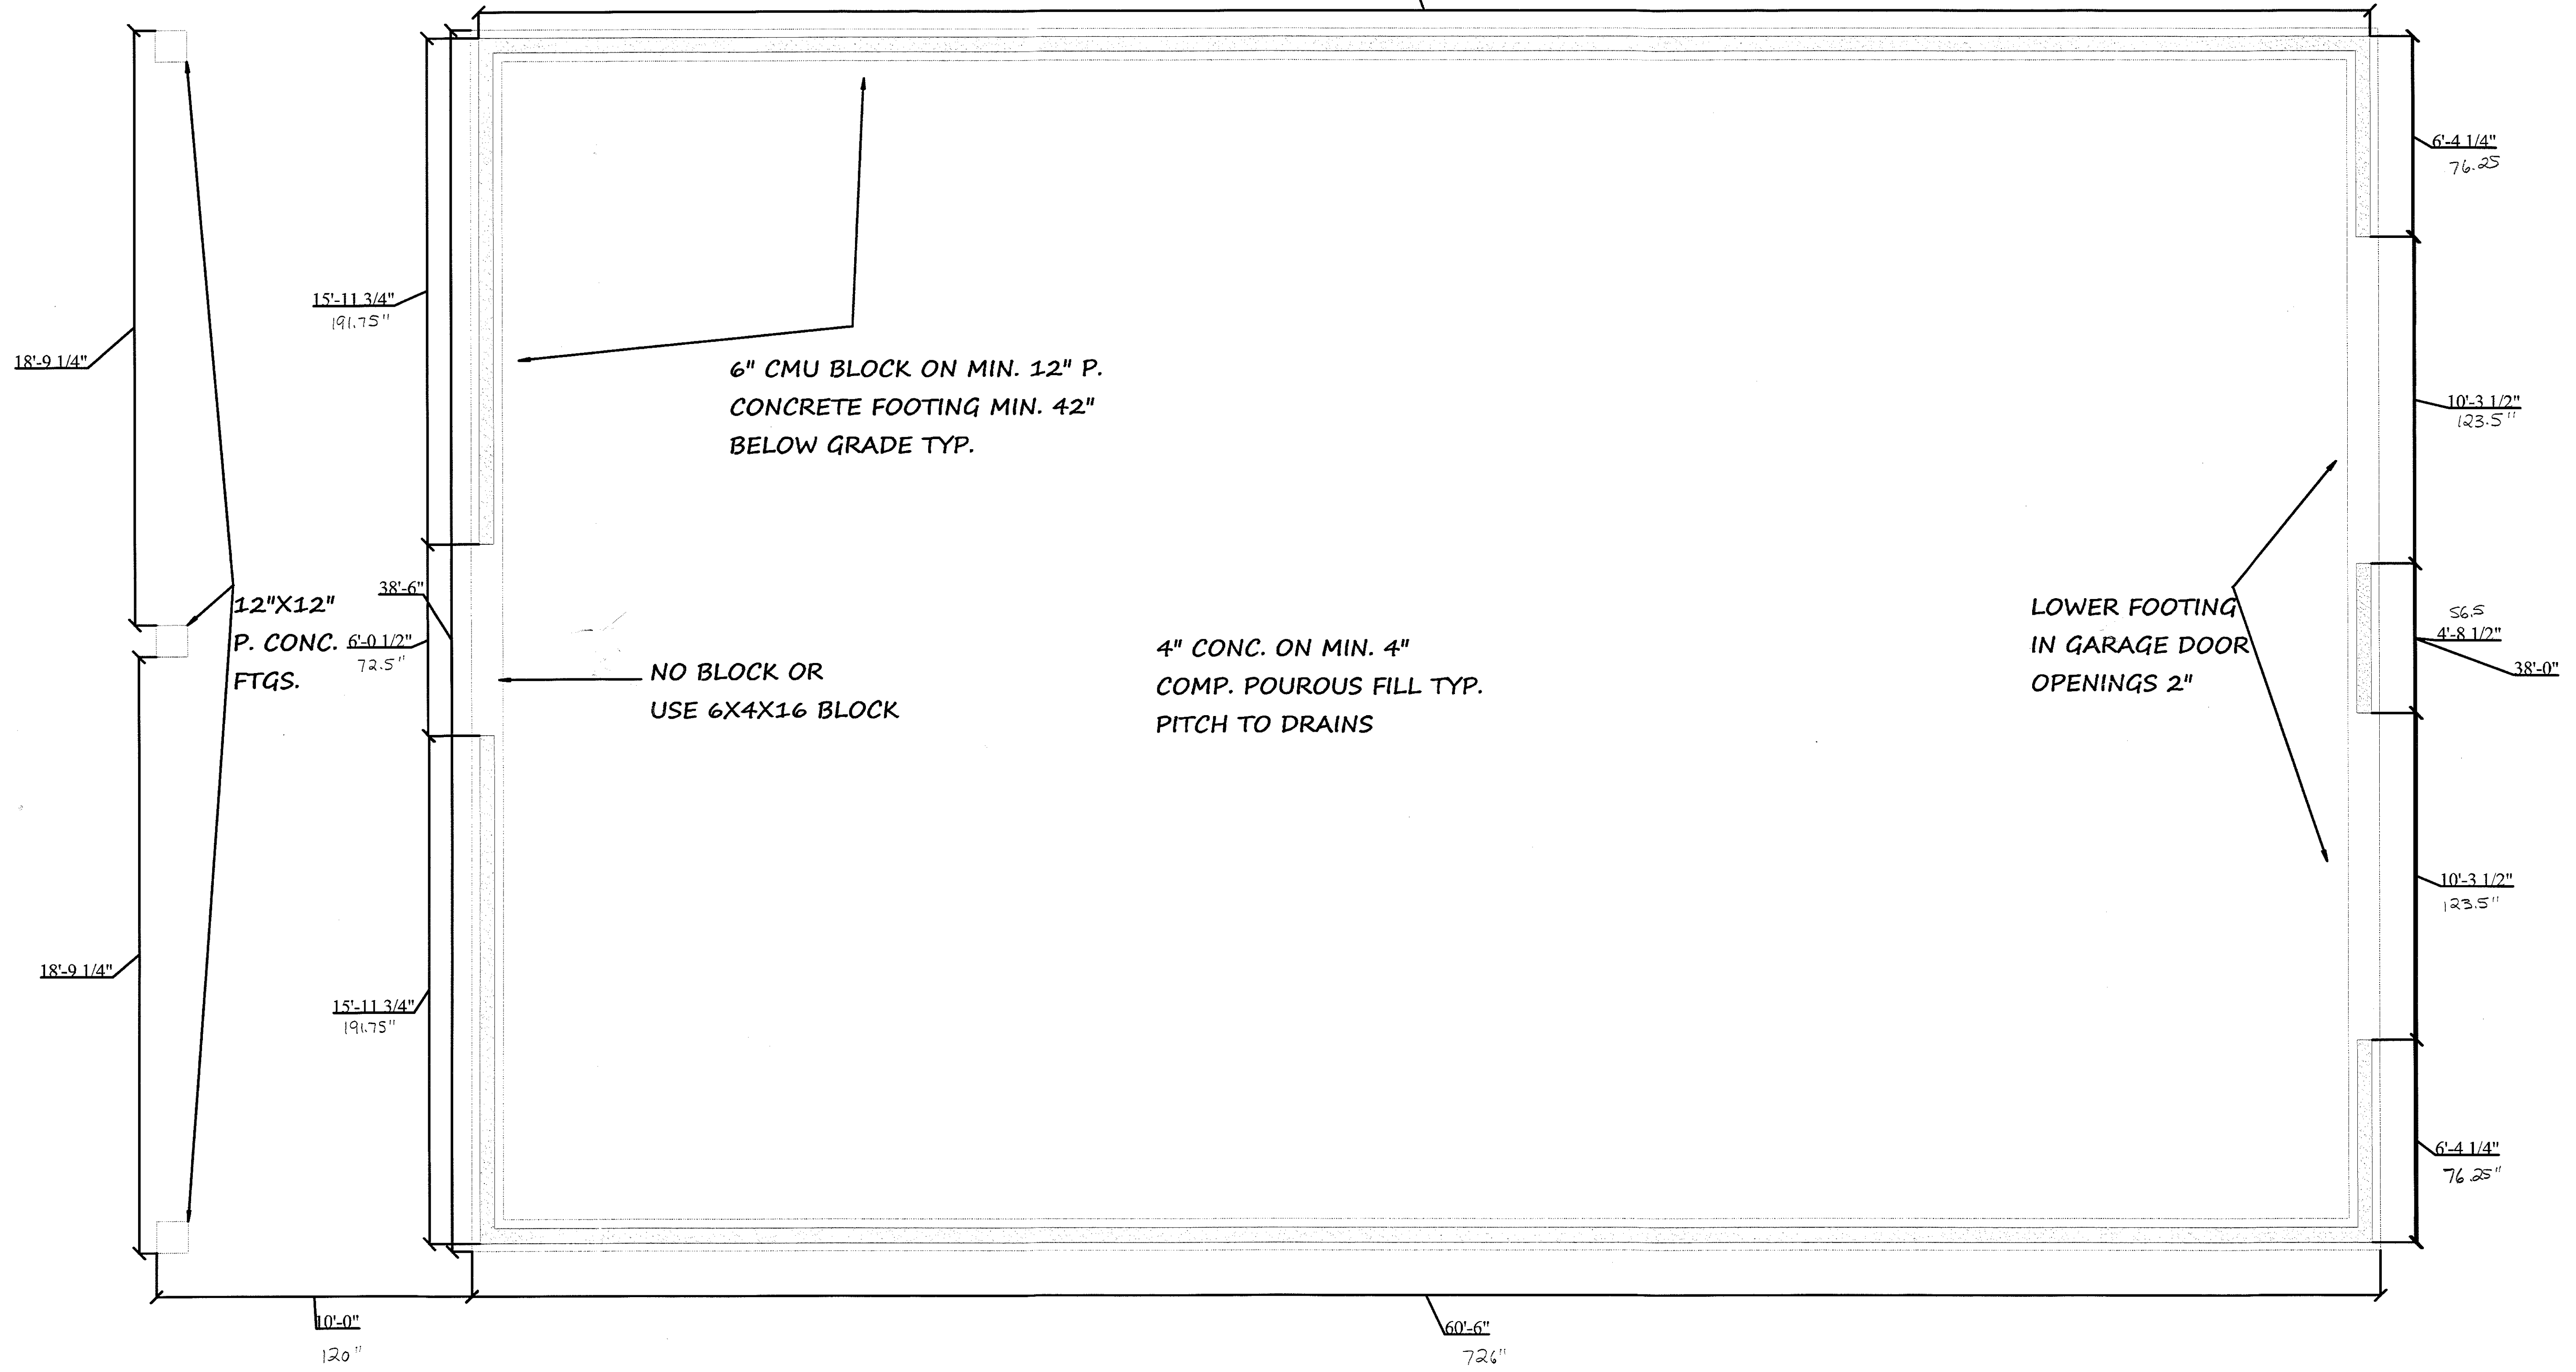 6'-4 1/4"
76.25
15'-11 3/4"
191.75"
18'-9 1/4"
6" CMU BLOCK ON MIN. 12" P.
CONCRETE FOOTING MIN. 42"
BELOW GRADE TYP.
10'-3 1/2"
123.5"
38'-6"
12"X12"
P. CONC.
FTGS.
6'-0 1/2"
72.5"
NO BLOCK OR
USE 6X4X16 BLOCK
4" CONC. ON MIN. 4"
COMP. POUROUS FILL TYP.
PITCH TO DRAINS
LOWER FOOTING
IN GARAGE DOOR
OPENINGS 2"
56.5
4'-8 1/2"
38'-0"
10'-3 1/2"
123.5"
18'-9 1/4"
15'-11 3/4"
191.75"
6'-4 1/4"
76.25"
10'-0"
120"
60'-6"
726"